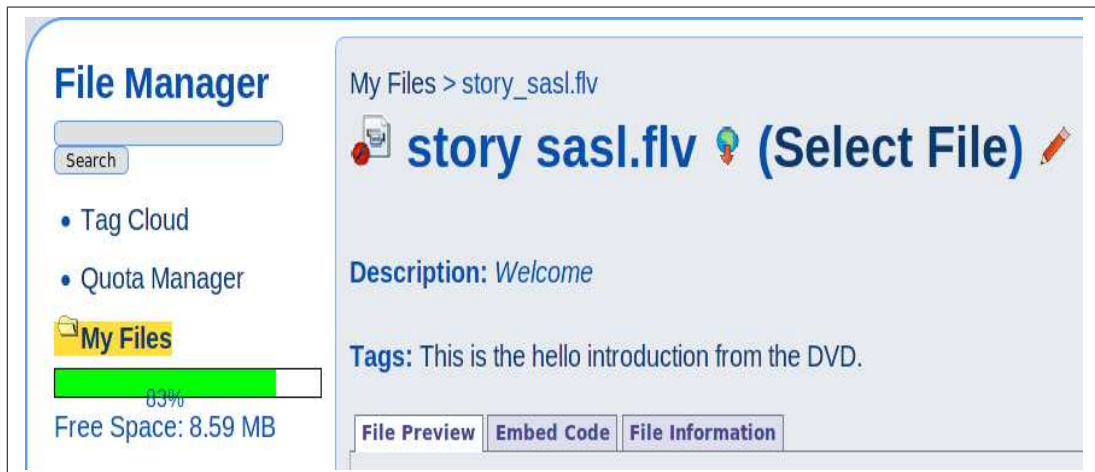 File Manager
Search
Tag Cloud
Quota Manager
My Files
83%
Free Space: 8.59 MB
My Files > story_sasl.flv
story sasl.flv (Select File)
Description: Welcome
Tags: This is the hello introduction from the DVD.
File Preview Embed Code File Information